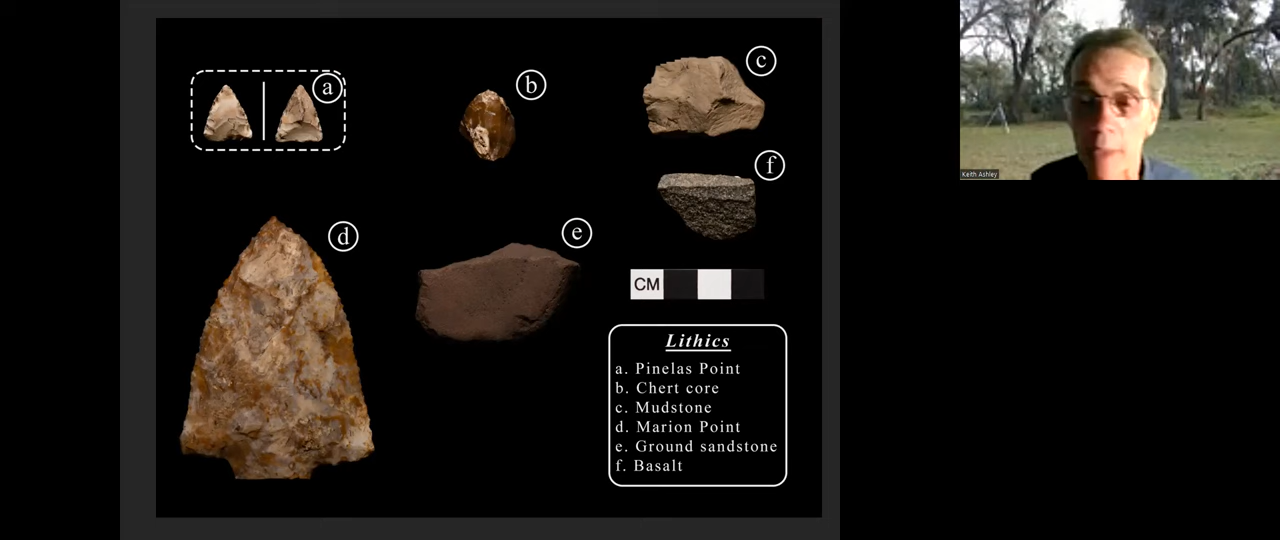 a
b
c
f
d
e
CM
Lithics
a. Pinelas Point
b. Chert core
c. Mudstone
d. Marion Point
e. Ground sandstone
f. Basalt
Keith Ashley